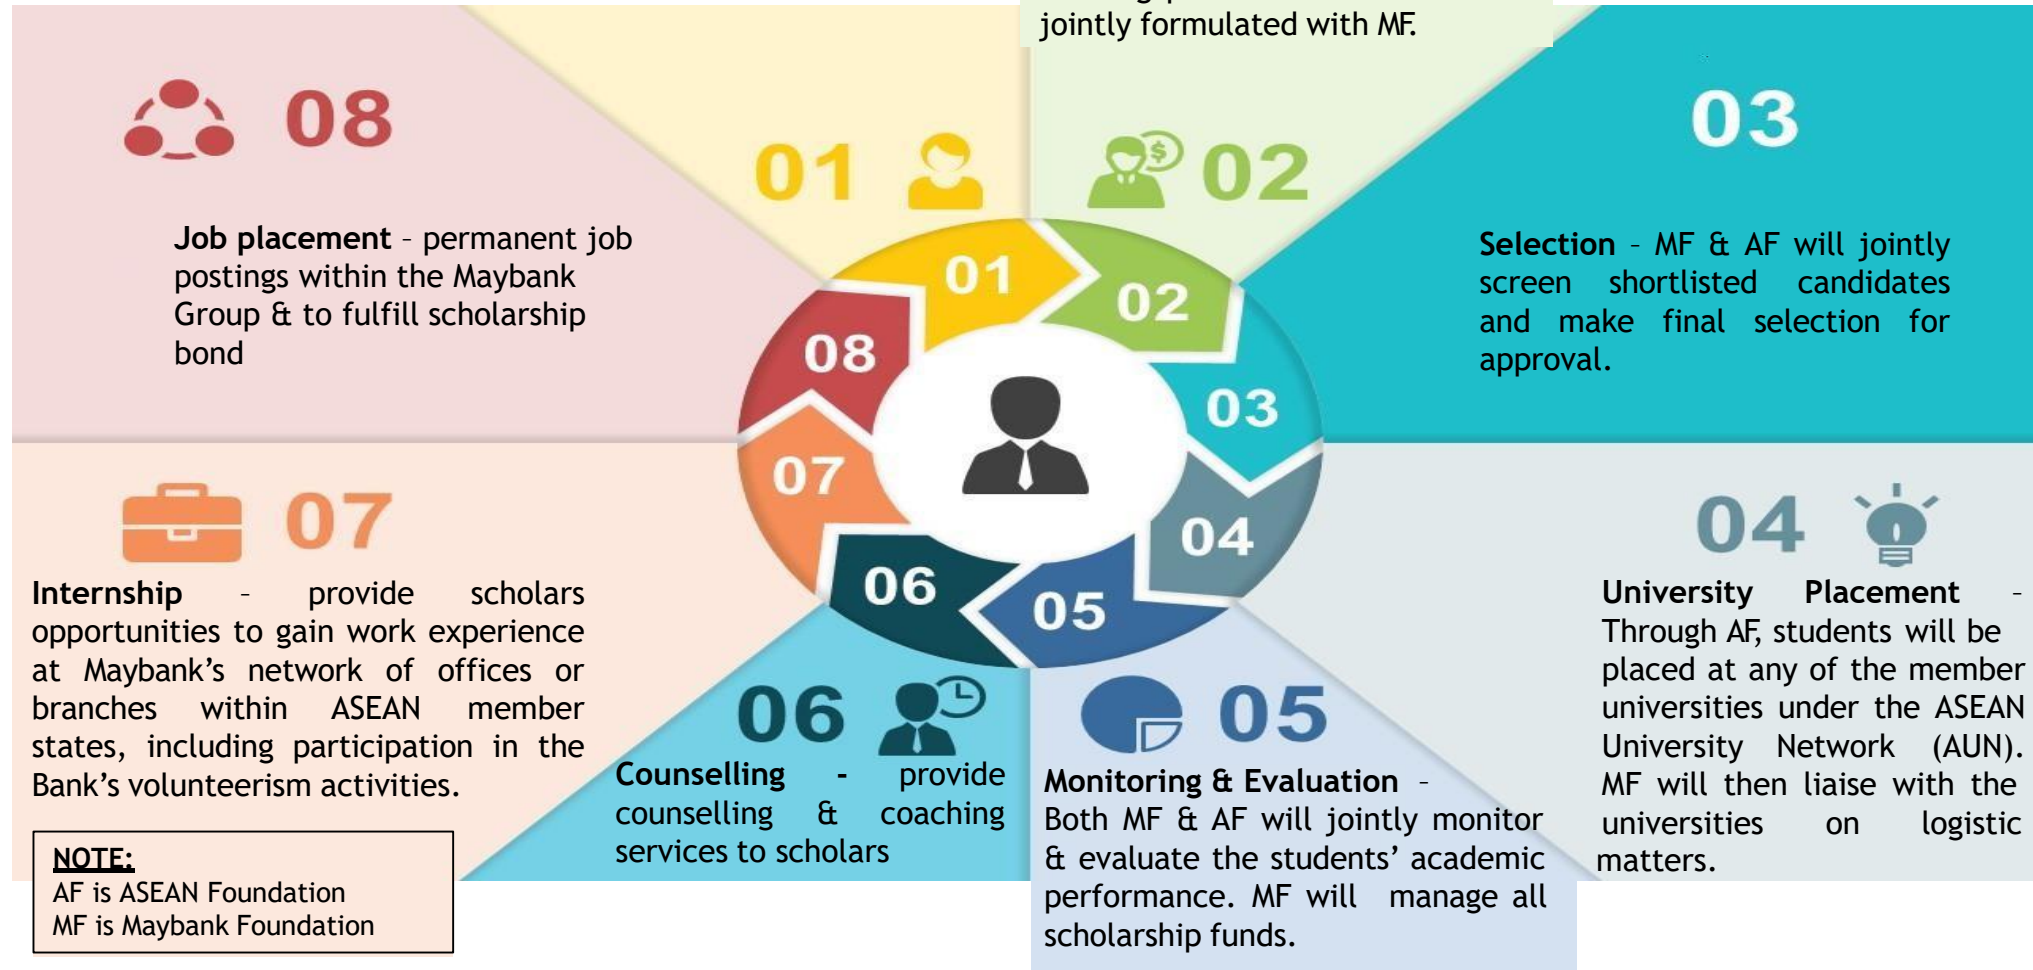 jointly formulated with MF.
08
01
02
03
Job placement – permanent job
postings within the Maybank
Group & to fulfill scholarship
bond
Selection – MF & AF will jointly
screen shortlisted candidates
and make final selection for
approval.
01
02
03
04
05
06
07
08
$
07
Internship – provide scholars
opportunities to gain work experience
at Maybank’s network of offices or
branches within ASEAN member
states, including participation in the
Bank’s volunteerism activities.
04
University Placement –
Through AF, students will be
placed at any of the member
universities under the ASEAN
University Network (AUN).
MF will then liaise with the
universities on logistic
matters.
06
Counselling - provide
counselling & coaching
services to scholars
05
Monitoring & Evaluation –
Both MF & AF will jointly monitor
& evaluate the students’ academic
performance. MF will manage all
scholarship funds.
NOTE:
AF is ASEAN Foundation
MF is Maybank Foundation